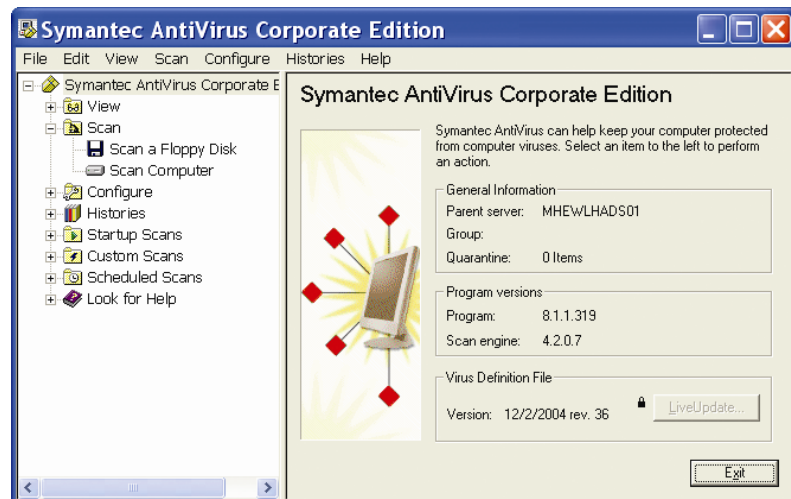 Symantec AntiVirus Corporate Edition
File Edit View Scan Configure Histories Help
Symantec AntiVirus Corporate E
View
Scan
Scan a Floppy Disk
Scan Computer
Configure
Histories
Startup Scans
Custom Scans
Scheduled Scans
Look for Help
Symantec AntiVirus Corporate Edition
Symantec AntiVirus can help keep your computer protected
from computer viruses. Select an item to the left to perform
an action.
General Information
Parent server: MHEWLHADS01
Group:
Quarantine: 0 Items
Program versions
Program: 8.1.1.319
Scan engine: 4.2.0.7
Virus Definition File
Version: 12/2/2004 rev. 36 LiveUpdate...
Exit